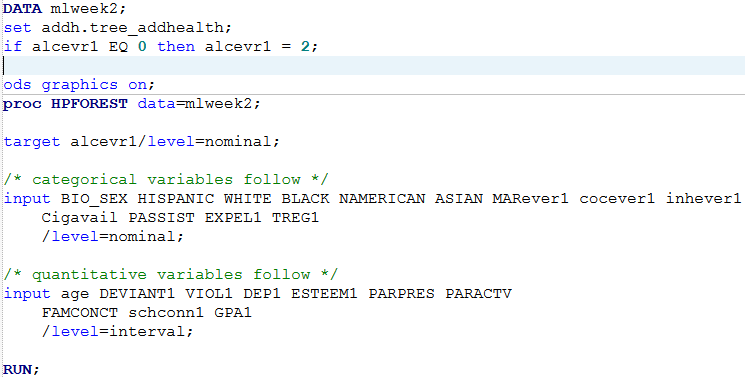 DATA mlweek2;
set addh.tree_addhealth;
if alcevr1 EQ 0 then alcevr1 = 2;
ods graphics on;
proc HPFOREST data=mlweek2;
target alcevr1/level=nominal;
/* categorical variables follow */
input BIO_SEX HISPANIC WHITE BLACK NAMERICAN ASIAN MARever1 cocever1 inhever1
Cigavail PASSIST EXPEL1 TREG1
/level=nominal;
/* quantitative variables follow */
input age DEVIANT1 VIOL1 DEP1 ESTEEM1 PARPRES PARACTV
FAMCONCT schconn1 GPA1
/level=interval;
RUN;